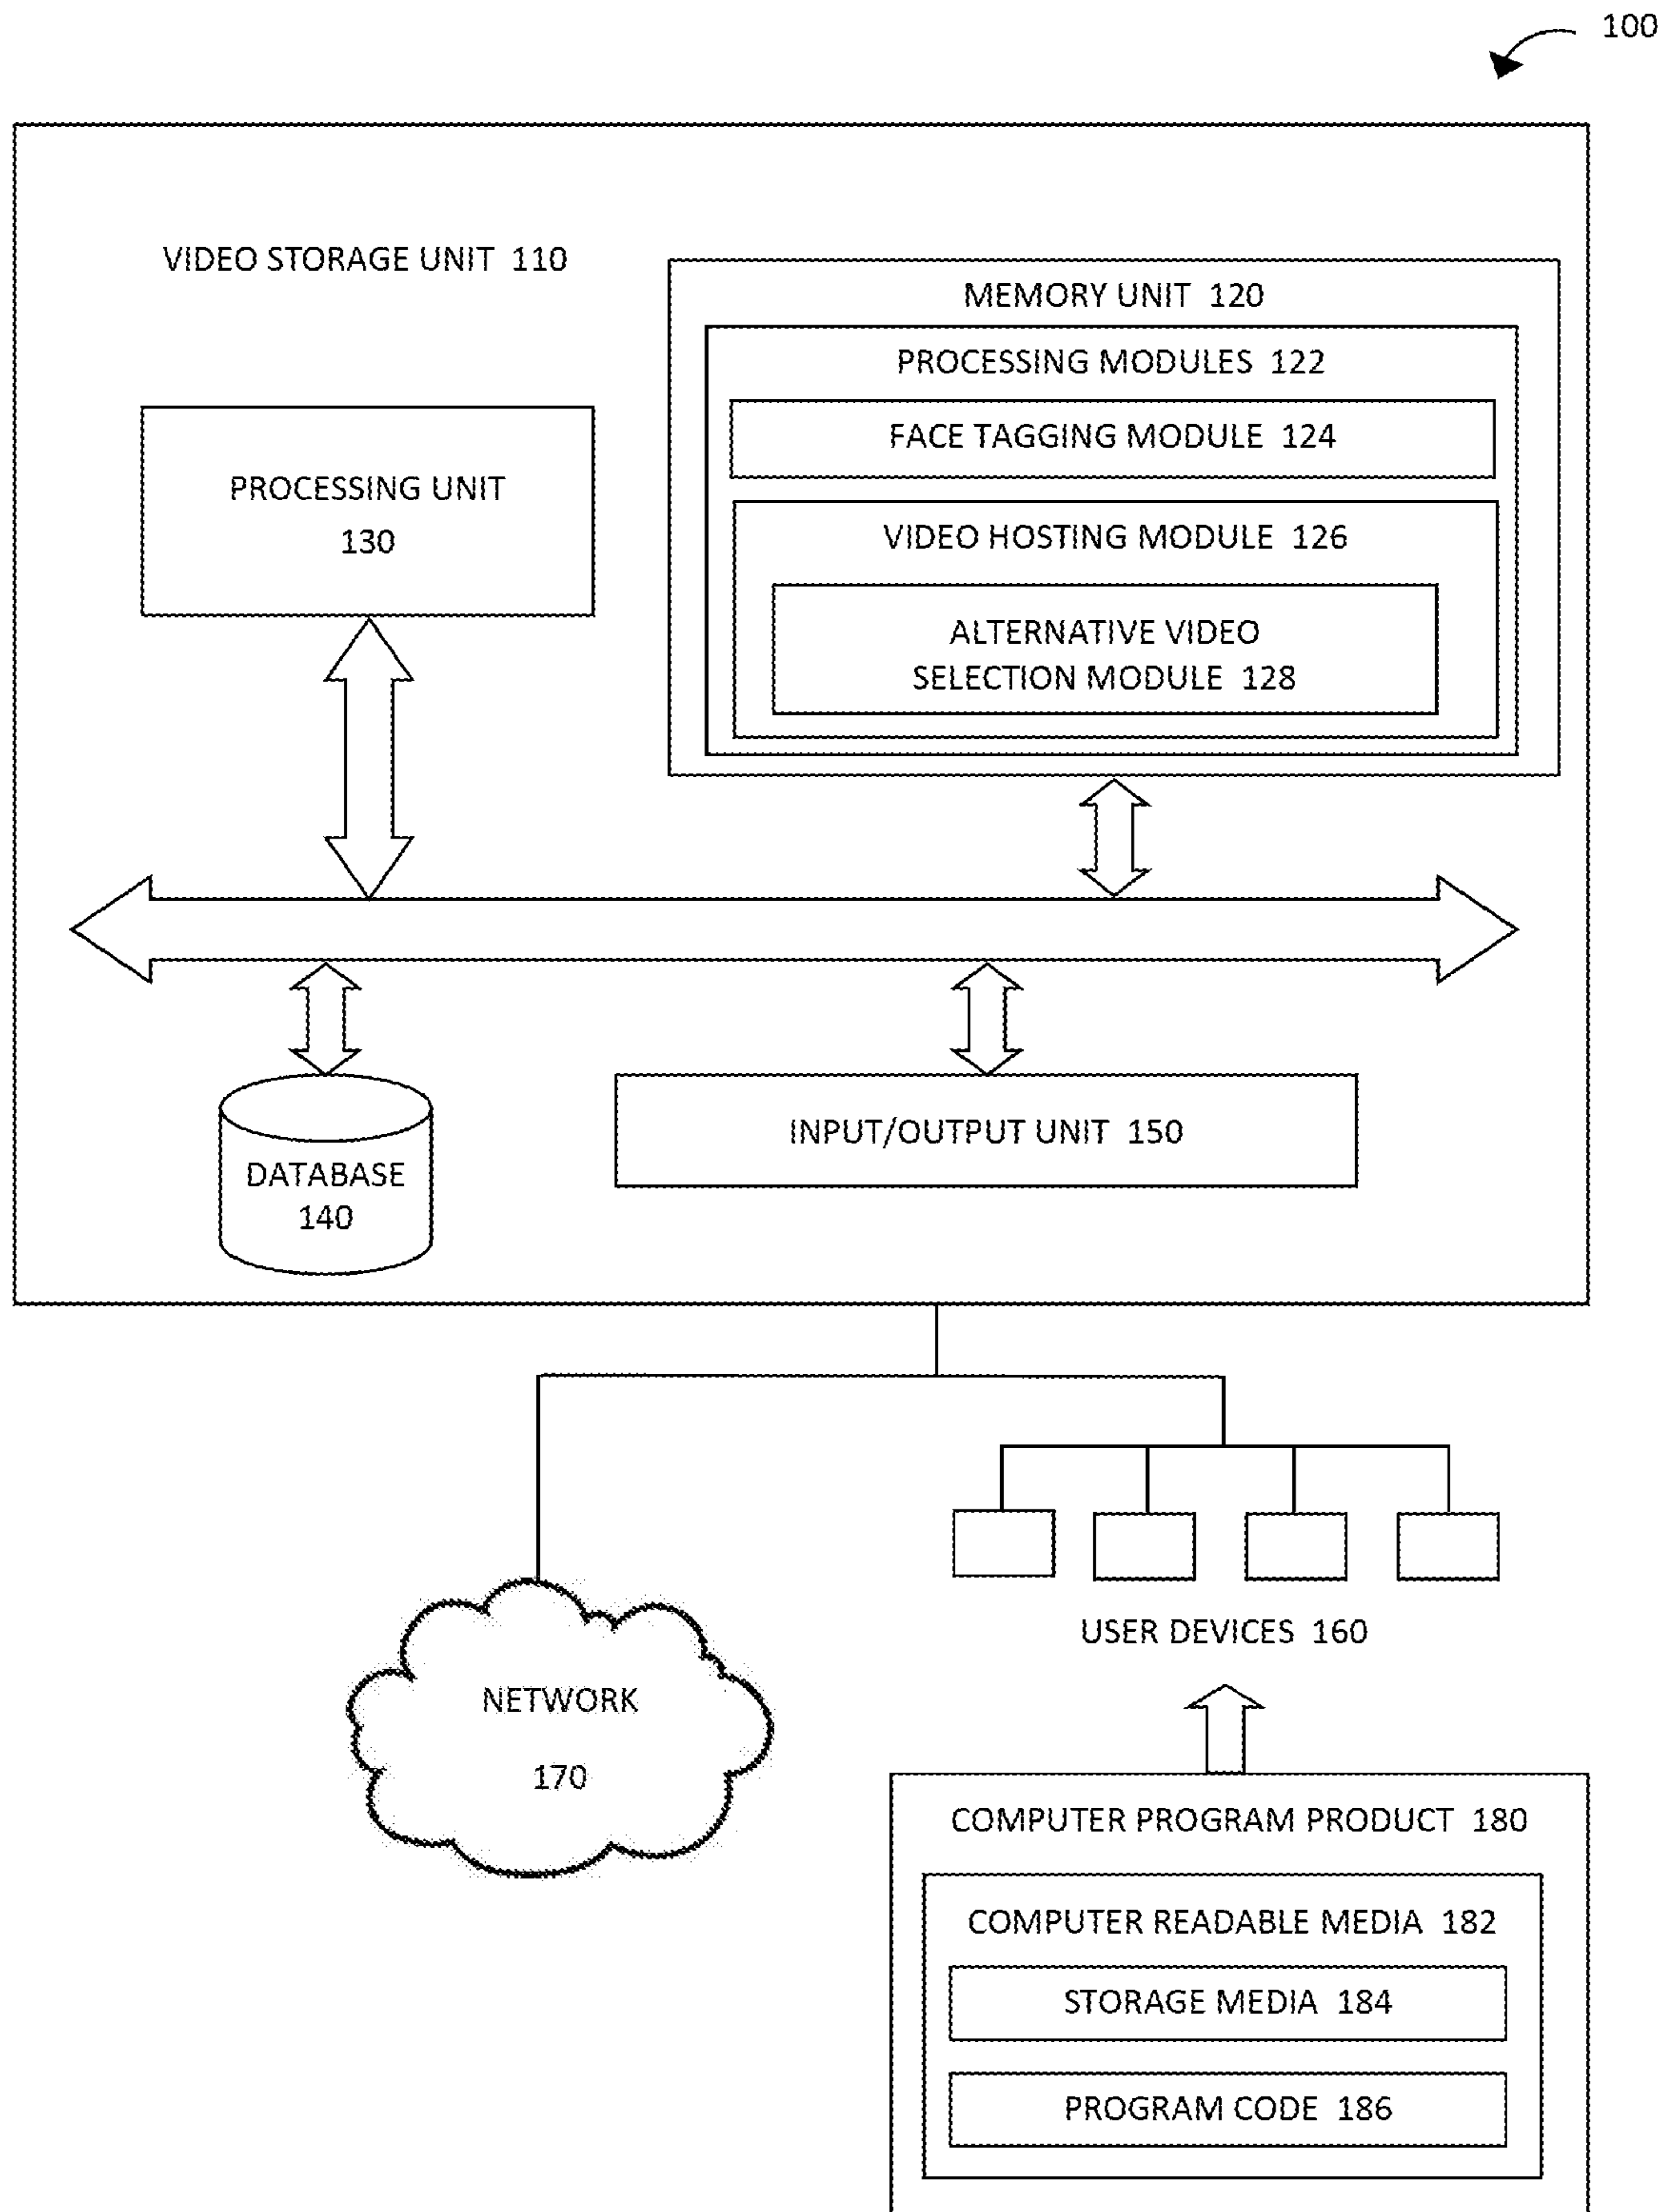 100
VIDEO STORAGE UNIT 110
MEMORY UNIT 120
PROCESSING MODULES 122
FACE TAGGING MODULE 124
PROCESSING UNIT
130
VIDEO HOSTING MODULE 126
ALTERNATIVE VIDEO
SELECTION MODULE 128
DATABASE
140
INPUT/OUTPUT UNIT 150
USER DEVICES 160
NETWORK
170
COMPUTER PROGRAM PRODUCT 180
COMPUTER READABLE MEDIA 182
STORAGE MEDIA 184
PROGRAM CODE 186